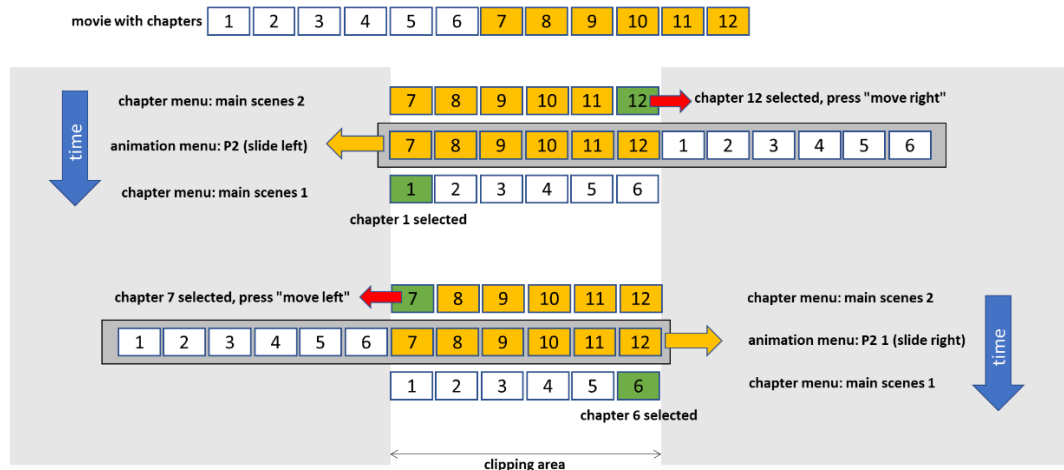 movie with chapters 1 2 3 4 5 6 7 8 9 10 11 12
time
chapter menu: main scenes 2 7 8 9 10 11 12 chapter 12 selected, press "move right"
animation menu: P2 (slide left) 7 8 9 10 11 12 1 2 3 4 5 6
chapter menu: main scenes 1 1 2 3 4 5 6
chapter 1 selected
chapter 7 selected, press "move left" 7 8 9 10 11 12 chapter menu: main scenes 2
1 2 3 4 5 6 7 8 9 10 11 12 animation menu: P2 1 (slide right)
1 2 3 4 5 6 chapter menu: main scenes 1
time
chapter 6 selected
clipping area